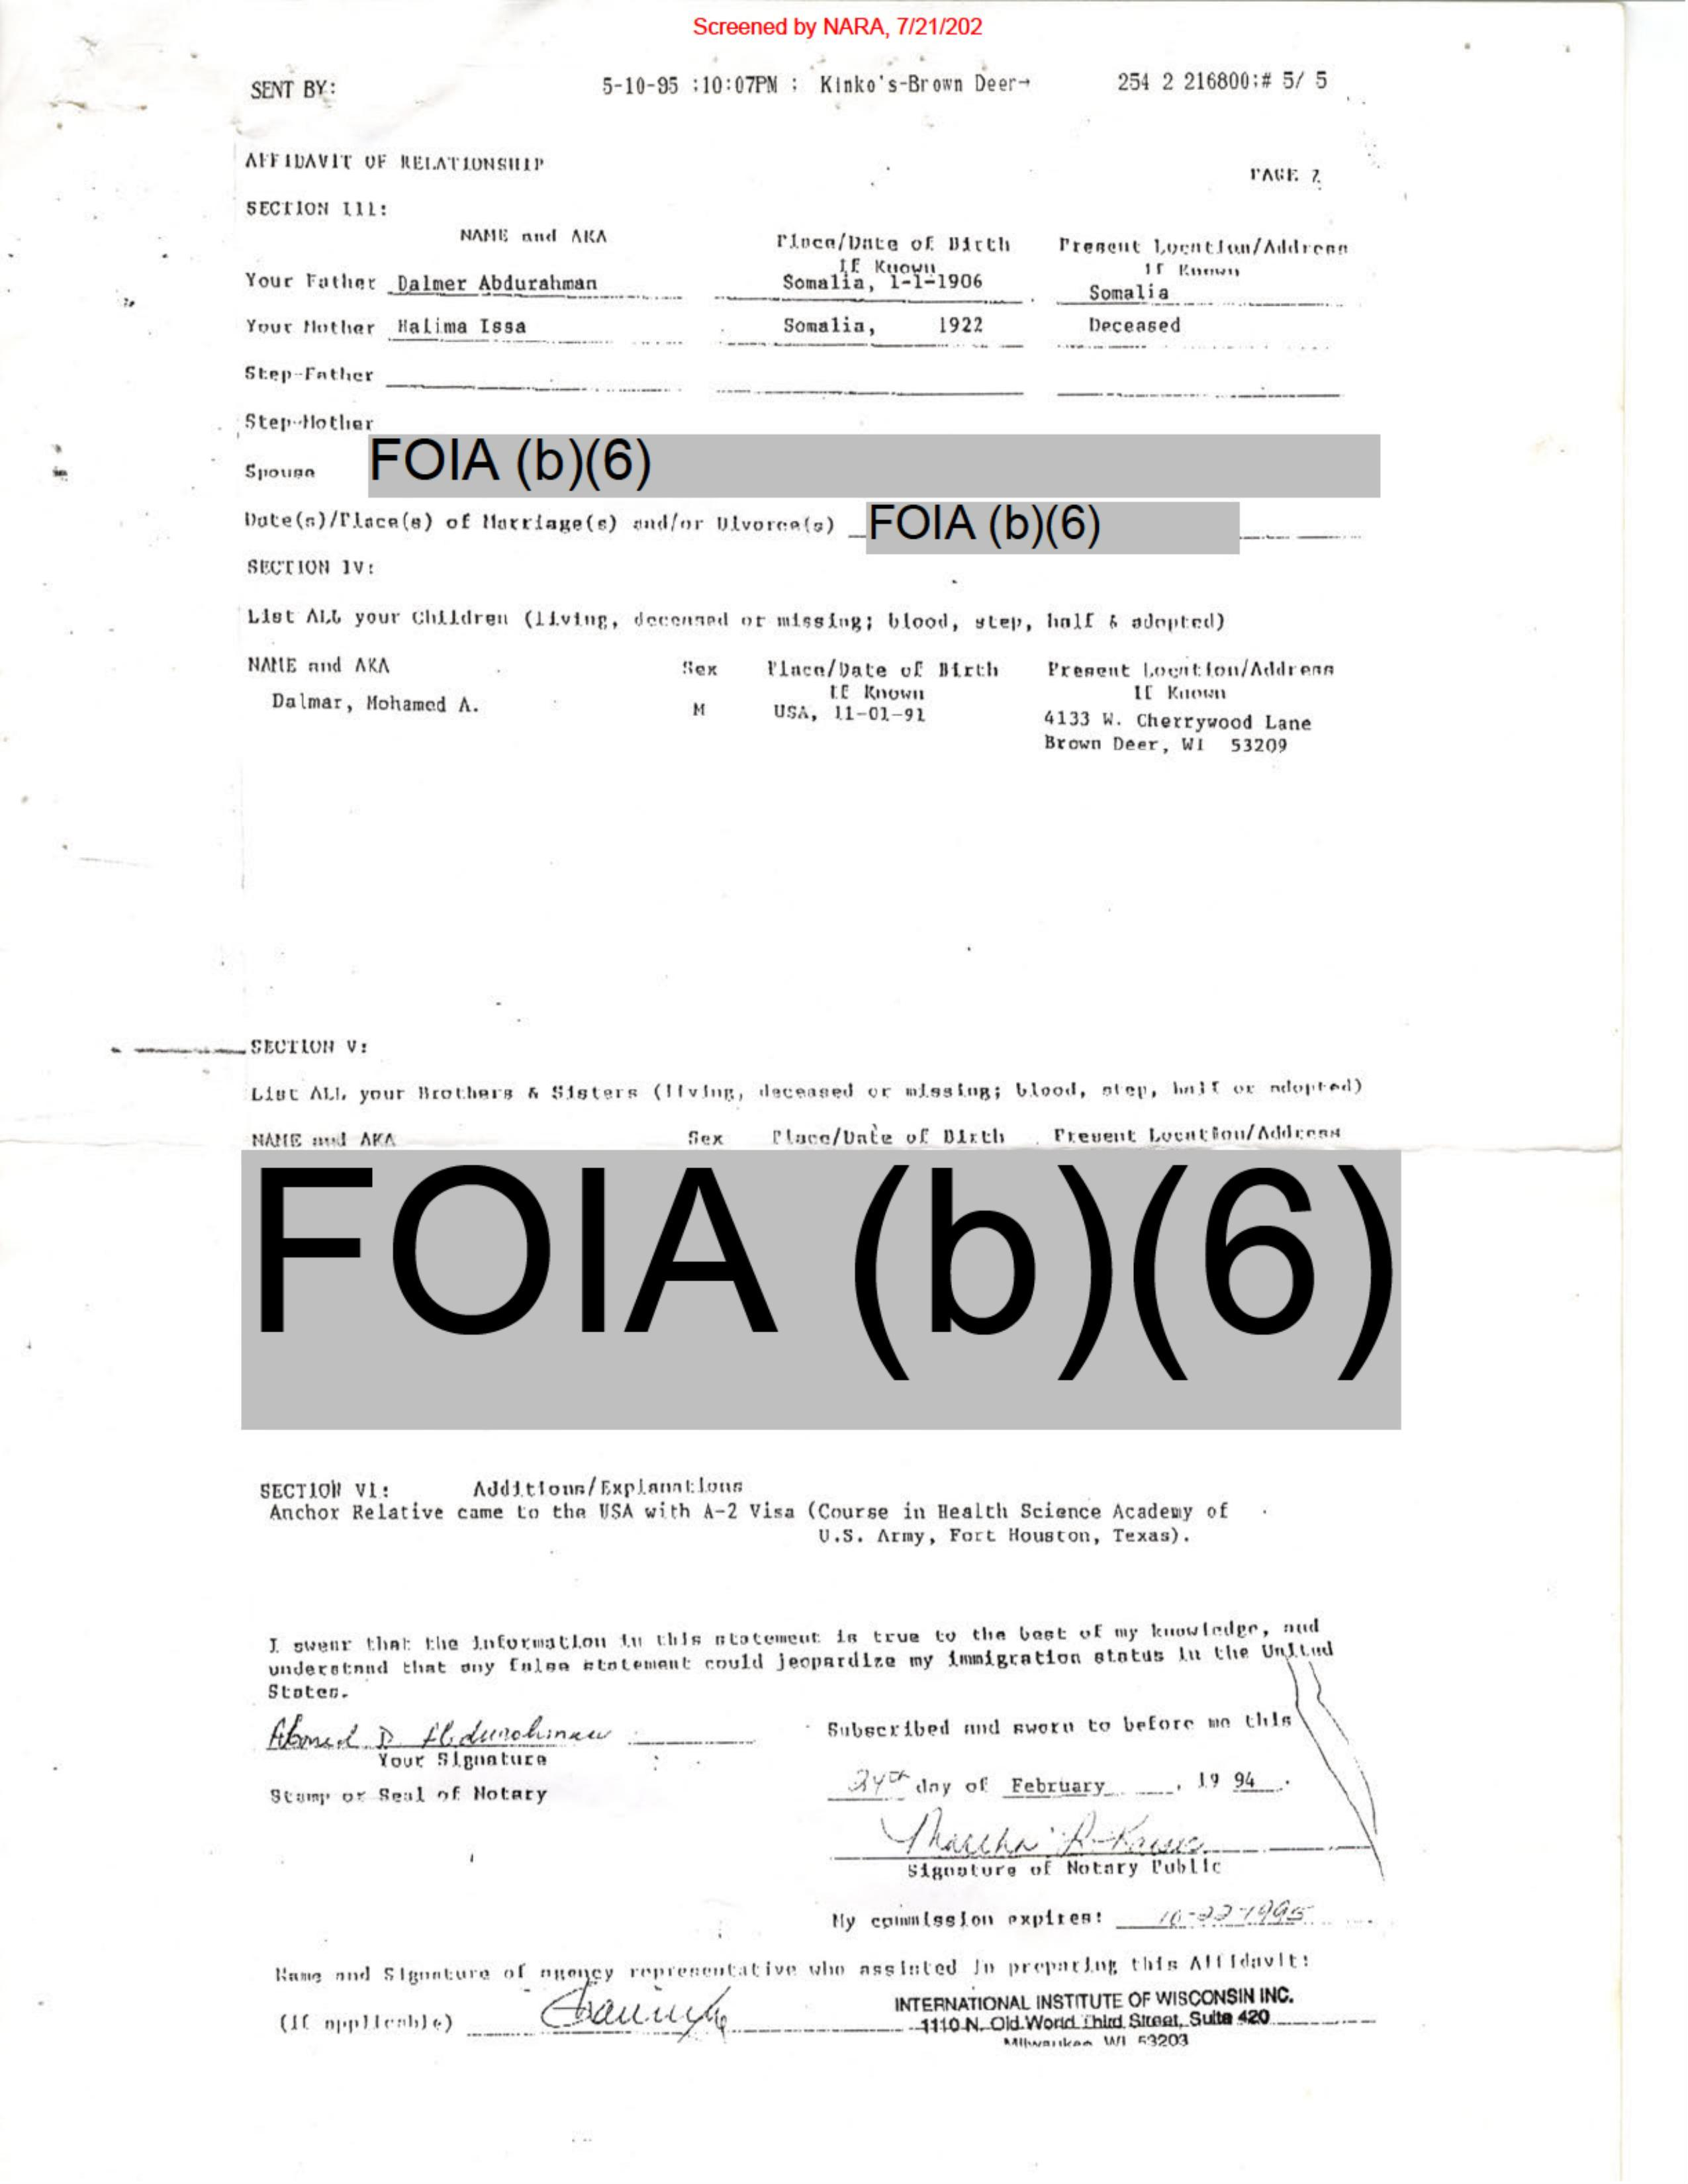 Screened by NARA, 7/21/202
SENT BY: 5-10-95 :10:07PM ; Kinko's-Brown Deer→ 254 2 216800;# 5/ 5
AFFIDAVIT OF RELATIONSHIP
PAGE 2
SECTION III:
NAME and AKA Place/Date of Birth Present Location/Address
If Known If Known
Your Father Dalmer Abdurahman Somalia, 1-1-1906 Somalia
Your Mother Halima Issa Somalia, 1922 Deceased
Step-Father
Step-Mother
Spouse FOIA (b)(6)
Date(s)/Place(s) of Marriage(s) and/or Divorce(s) FOIA (b)(6)
SECTION IV:
List ALL your Children (living, deceased or missing; blood, step, half & adopted)
NAME and AKA Sex Place/Date of Birth Present Location/Address
If Known If Known
Dalmar, Mohamed A. M USA, 11-01-91 4133 W. Cherrywood Lane
Brown Deer, WI 53209
SECTION V:
List ALL your Brothers & Sisters (living, deceased or missing; blood, step, half or adopted)
NAME and AKA Sex Place/Date of Birth Present Location/Address
FOIA (b)(6)
SECTION VI: Additions/Explanations
Anchor Relative came to the USA with A-2 Visa (Course in Health Science Academy of
U.S. Army, Fort Houston, Texas).
I swear that the information in this statement is true to the best of my knowledge, and
understand that any false statement could jeopardize my immigration status in the United
States.
Ahmed D. Abdurahman
Your Signature
Subscribed and sworn to before me this
Stamp or Seal of Notary
24th day of February, 19 94.
Signature of Notary Public
My commission expires: 10-22-1995
Name and Signature of agency representative who assisted in preparing this Affidavit:
(if applicable)
INTERNATIONAL INSTITUTE OF WISCONSIN INC.
1110 N. Old World Third Street, Suite 420
Milwaukee WI 53203